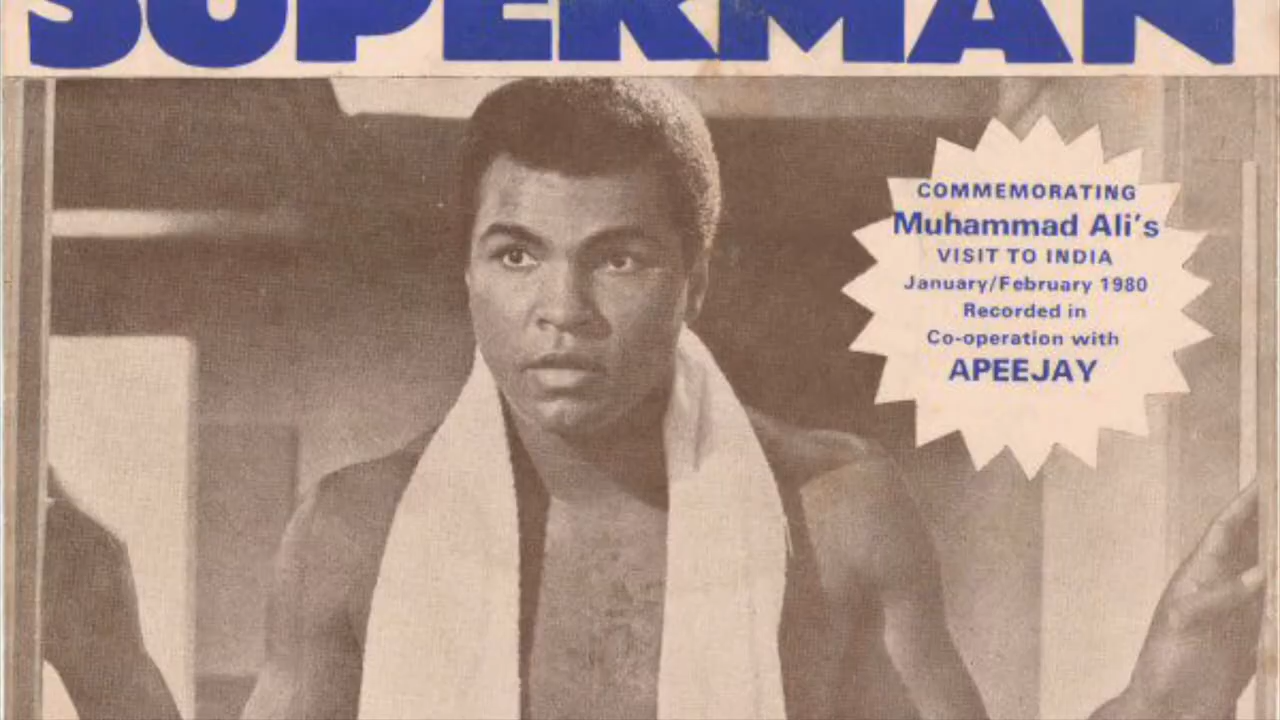 SUPERMAN
COMMEMORATING
Muhammad Ali's
VISIT TO INDIA
January/February 1980
Recorded in
Co-operation with
APEEJAY